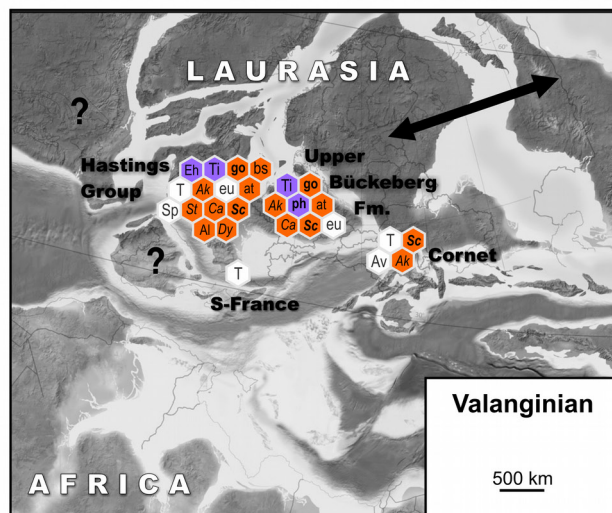 LAURASIA
?
Hastings
Group
Eh Ti go bs
T Ak eu at
Sp St Ca Sc
Al Dy
Upper
Bückeberg
Fm.
Ti go
Ak ph at
Ca Sc eu
T Sc
Av Ak
Cornet
?
T
S-France
Valanginian
500 km
AFRICA